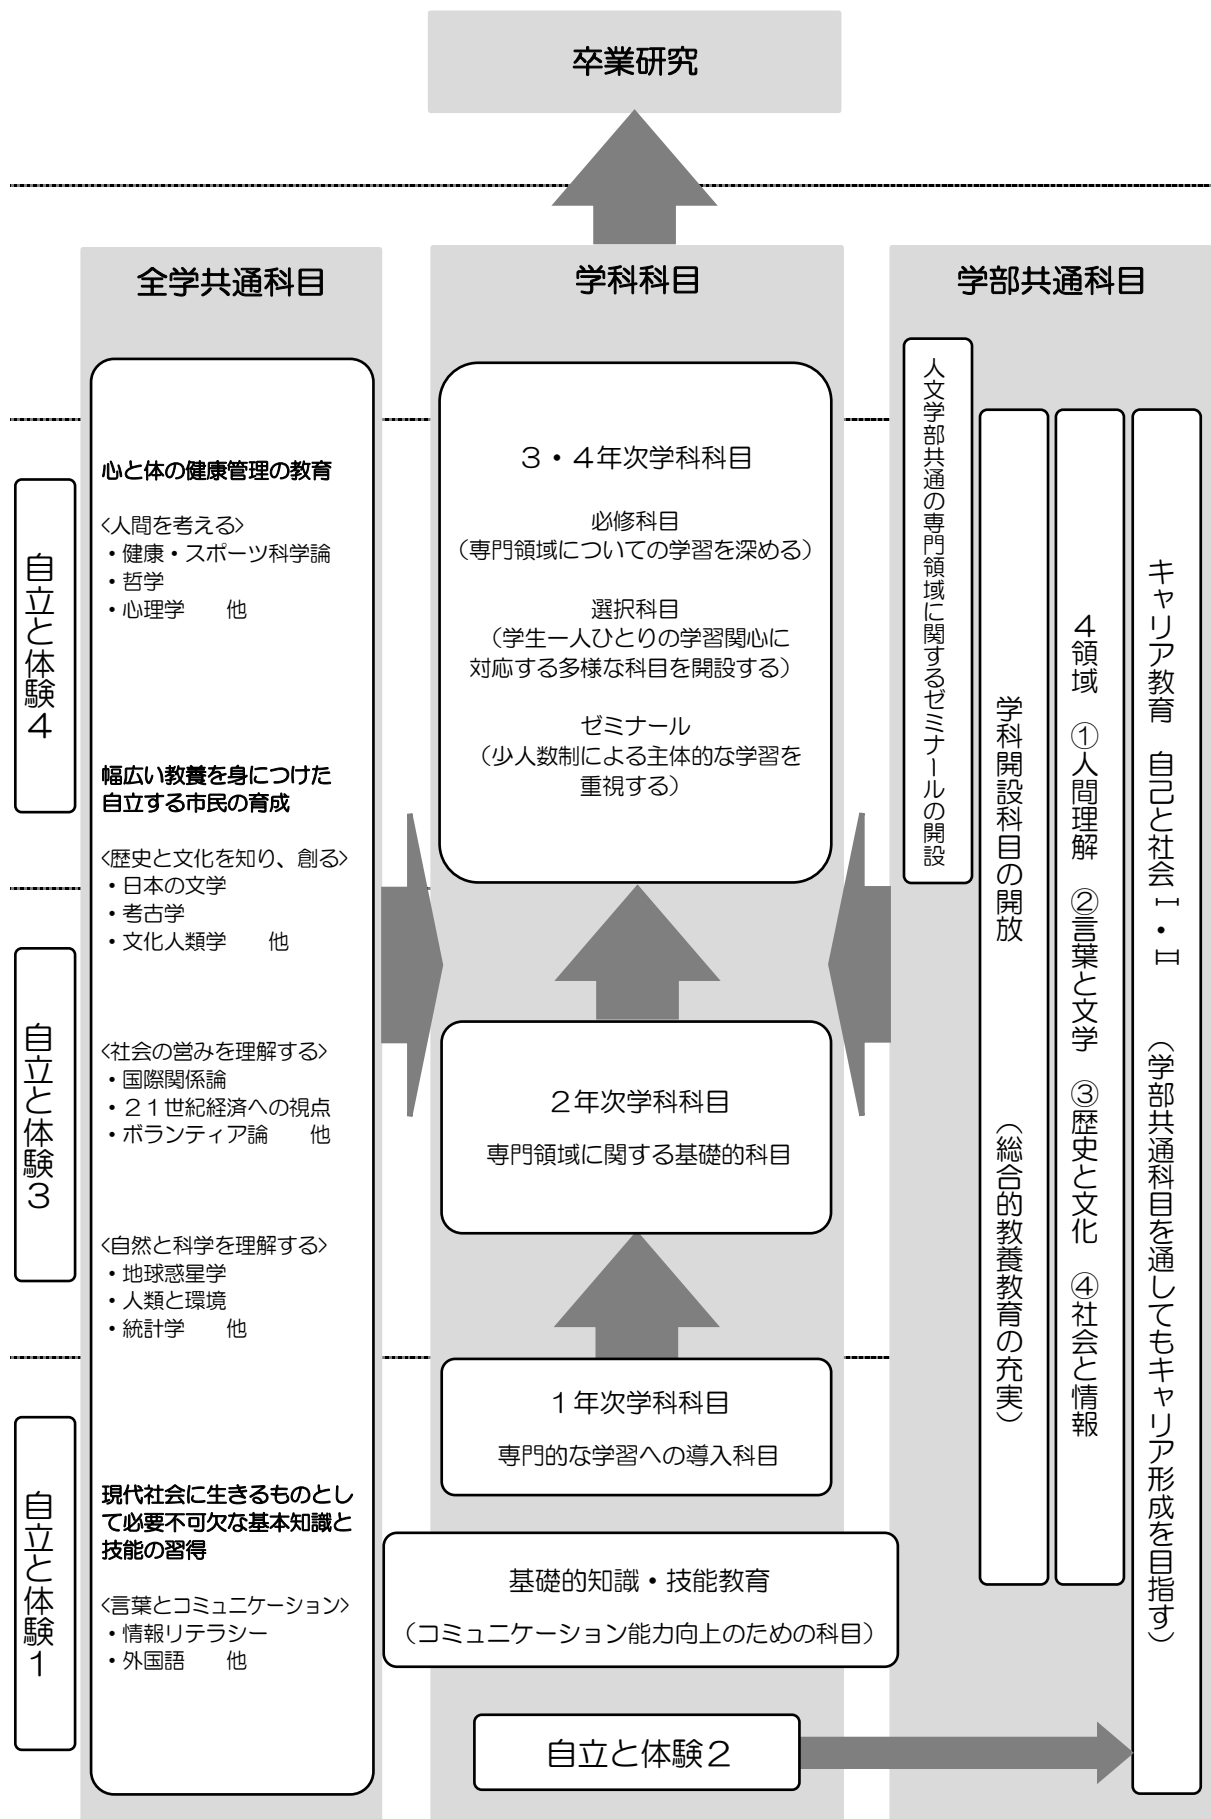 卒業研究
全学共通科目
学科科目
学部共通科目
自立と体験４
自立と体験３
自立と体験１
心と体の健康管理の教育
<人間を考える>
・健康・スポーツ科学論
・哲学
・心理学　　他
幅広い教養を身につけた
自立する市民の育成
<歴史と文化を知り、創る>
・日本の文学
・考古学
・文化人類学　　他
<社会の営みを理解する>
・国際関係論
・２１世紀経済への視点
・ボランティア論　　他
<自然と科学を理解する>
・地球惑星学
・人類と環境
・統計学　　他
現代社会に生きるものとし
て必要不可欠な基本知識と
技能の習得
<言葉とコミュニケーション>
・情報リテラシー
・外国語　　他
３・４年次学科科目
必修科目
（専門領域についての学習を深める）
選択科目
（学生一人ひとりの学習関心に
対応する多様な科目を開設する）
ゼミナール
（少人数制による主体的な学習を
重視する）
２年次学科科目
専門領域に関する基礎的科目
１年次学科科目
専門的な学習への導入科目
基礎的知識・技能教育
（コミュニケーション能力向上のための科目）
自立と体験２
人文学部共通の専門領域に関するゼミナールの開設
学科開設科目の開放　　　　（総合的教養教育の充実）
４領域　①人間理解　②言葉と文学　③歴史と文化　④社会と情報
キャリア教育　自己と社会Ⅰ・Ⅱ　　（学部共通科目を通してもキャリア形成を目指す）